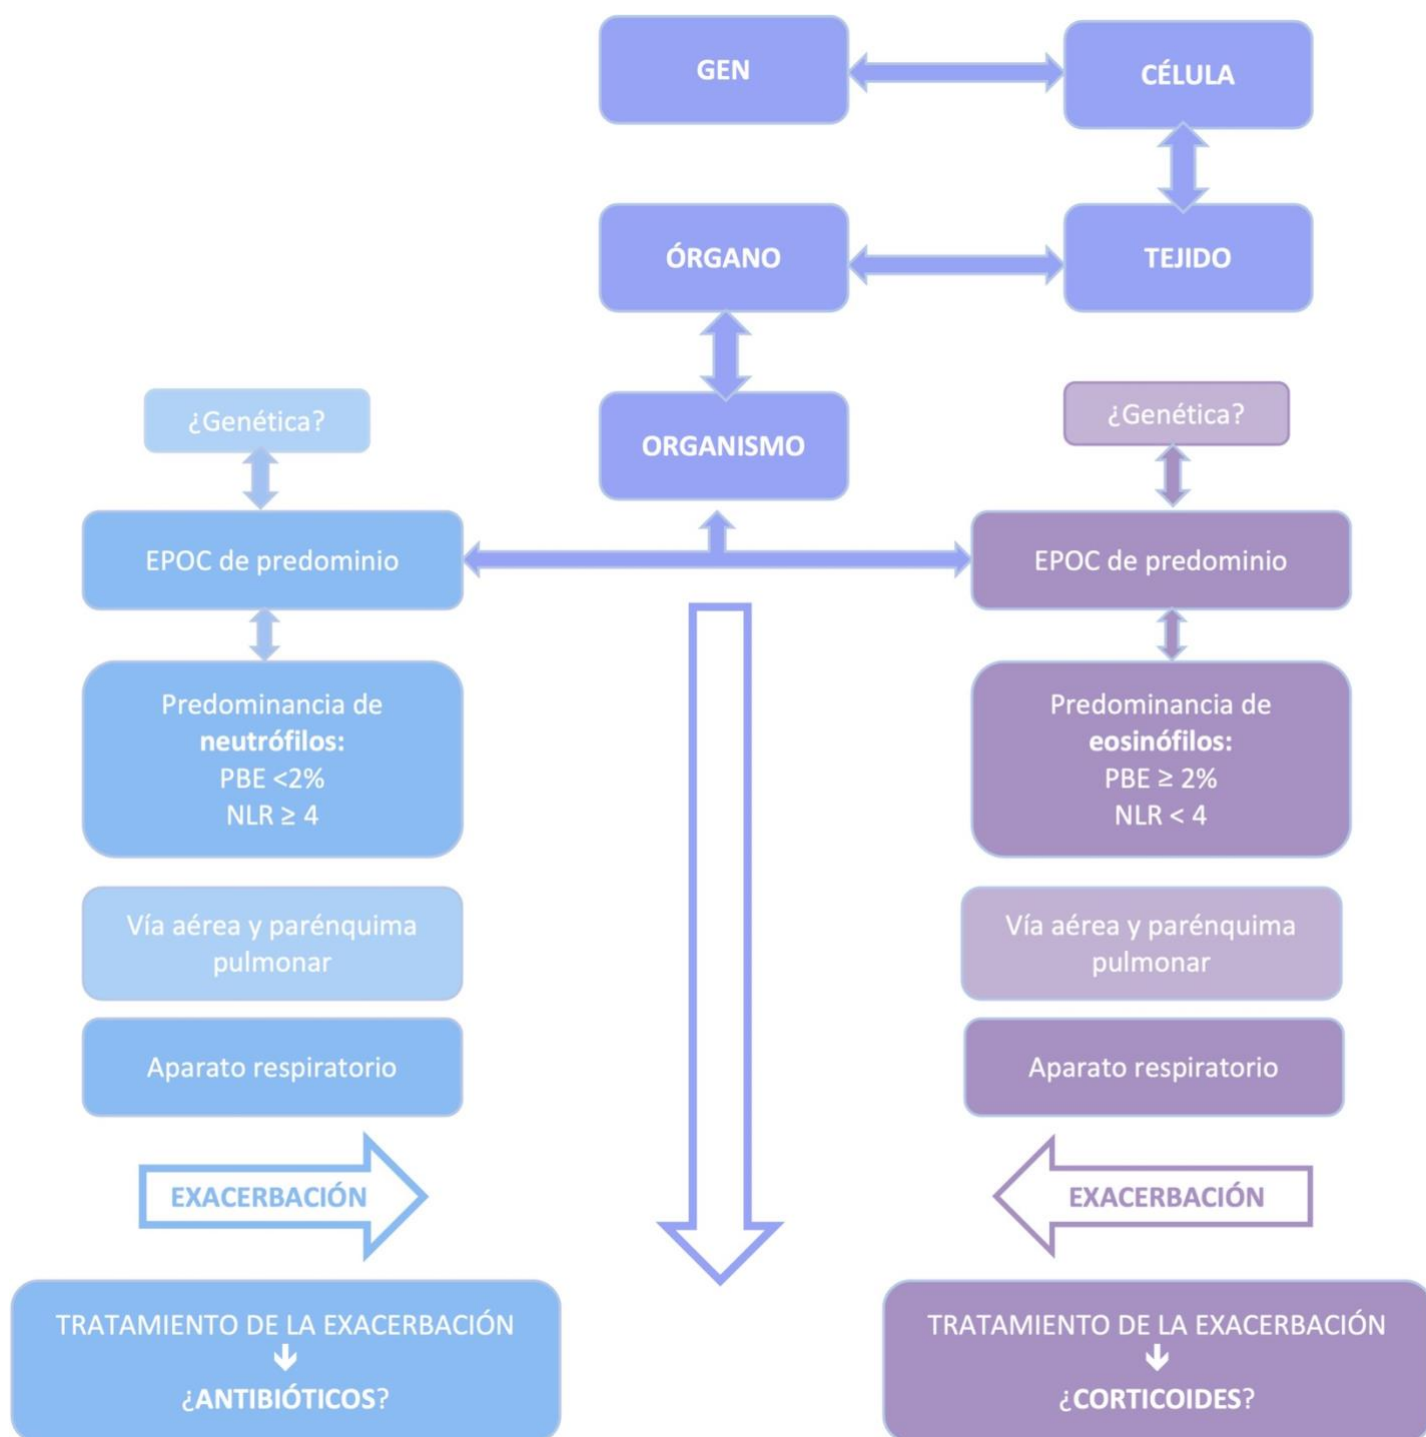 GEN
CÉLULA
ÓRGANO
TEJIDO
ORGANISMO
¿Genética?
EPOC de predominio
Predominancia de
neutrófilos:
PBE <2%
NLR ≥ 4
Vía aérea y parénquima
pulmonar
Aparato respiratorio
EXACERBACIÓN
TRATAMIENTO DE LA EXACERBACIÓN
¿ANTIBIÓTICOS?
¿Genética?
EPOC de predominio
Predominancia de
eosinófilos:
PBE ≥ 2%
NLR < 4
Vía aérea y parénquima
pulmonar
Aparato respiratorio
EXACERBACIÓN
TRATAMIENTO DE LA EXACERBACIÓN
¿CORTICOIDES?